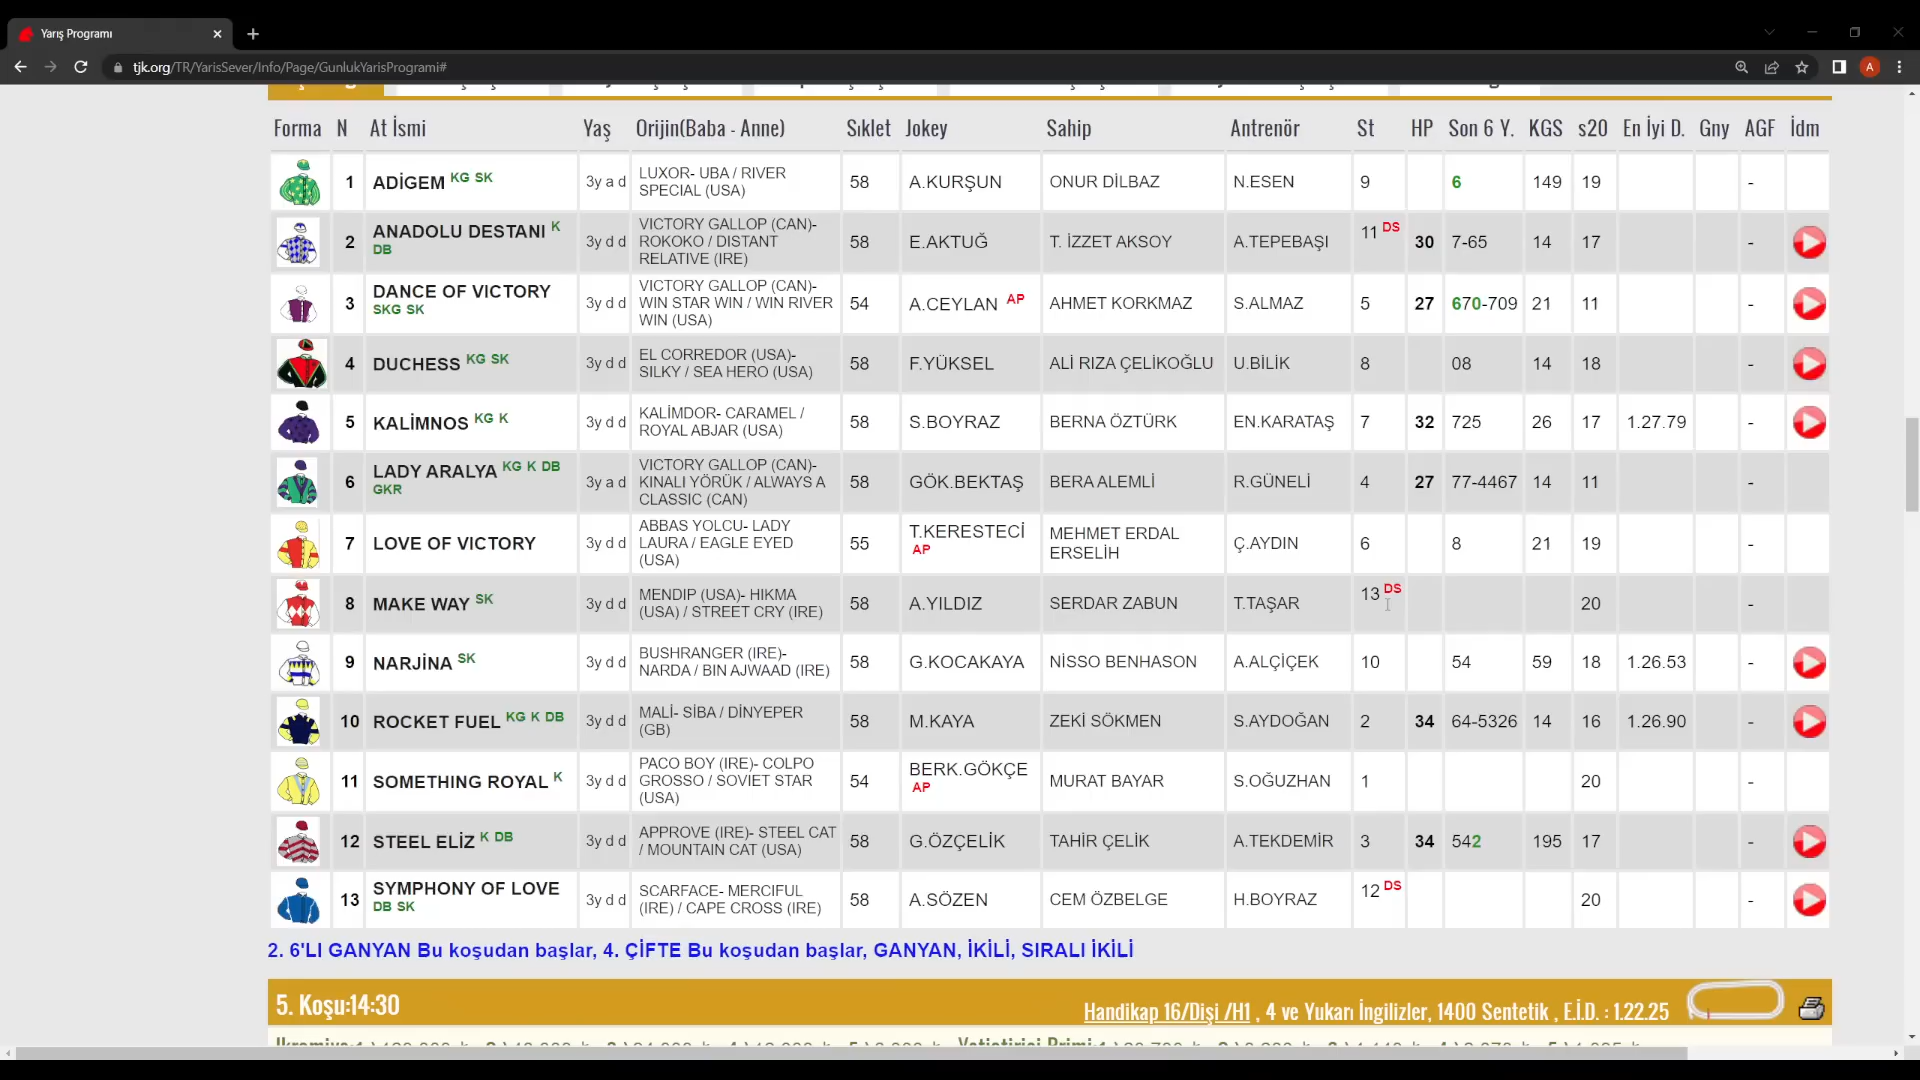 Yarış Programı
tjk.org/TR/YarisSever/Info/Page/GunlukYarisProgrami#
A
Forma N At İsmi Yaş Orijin(Baba - Anne) Sıklet Jokey Sahip Antrenör St HP Son 6 Y. KGS s20 En İyi D. Gny AGF İdm
1 ADİGEM KG SK 3y a d LUXOR- UBA / RIVER SPECIAL (USA) 58 A.KURŞUN ONUR DİLBAZ N.ESEN 9 6 149 19 -
2 ANADOLU DESTANI K DB 3y d d VICTORY GALLOP (CAN)- ROKOKO / DISTANT RELATIVE (IRE) 58 E.AKTUĞ T. İZZET AKSOY A.TEPEBAŞI 11 DS 30 7-65 14 17 -
3 DANCE OF VICTORY SKG SK 3y d d VICTORY GALLOP (CAN)- WIN STAR WIN / WIN RIVER WIN (USA) 54 A.CEYLAN AP AHMET KORKMAZ S.ALMAZ 5 27 670-709 21 11 -
4 DUCHESS KG SK 3y d d EL CORREDOR (USA)- SILKY / SEA HERO (USA) 58 F.YÜKSEL ALİ RIZA ÇELİKOĞLU U.BİLİK 8 08 14 18 -
5 KALİMNOS KG K 3y d d KALİMDOR- CARAMEL / ROYAL ABJAR (USA) 58 S.BOYRAZ BERNA ÖZTÜRK EN.KARATAŞ 7 32 725 26 17 1.27.79 -
6 LADY ARALYA KG K DB GKR 3y a d VICTORY GALLOP (CAN)- KINALI YÖRÜK / ALWAYS A CLASSIC (CAN) 58 GÖK.BEKTAŞ BERA ALEMLİ R.GÜNELİ 4 27 77-4467 14 11 -
7 LOVE OF VICTORY 3y d d ABBAS YOLCU- LADY LAURA / EAGLE EYED (USA) 55 T.KERESTECİ AP MEHMET ERDAL ERSELİH Ç.AYDIN 6 8 21 19 -
8 MAKE WAY SK 3y d d MENDIP (USA)- HIKMA (USA) / STREET CRY (IRE) 58 A.YILDIZ SERDAR ZABUN T.TAŞAR 13 DS 20 -
9 NARJİNA SK 3y d d BUSHRANGER (IRE)- NARDA / BIN AJWAAD (IRE) 58 G.KOCAKAYA NİSSO BENHASON A.ALÇİÇEK 10 54 59 18 1.26.53 -
10 ROCKET FUEL KG K DB 3y d d MALİ- SİBA / DİNYEPER (GB) 58 M.KAYA ZEKİ SÖKMEN S.AYDOĞAN 2 34 64-5326 14 16 1.26.90 -
11 SOMETHING ROYAL K 3y d d PACO BOY (IRE)- COLPO GROSSO / SOVIET STAR (USA) 54 BERK.GÖKÇE AP MURAT BAYAR S.OĞUZHAN 1 20 -
12 STEEL ELİZ K DB 3y d d APPROVE (IRE)- STEEL CAT / MOUNTAIN CAT (USA) 58 G.ÖZÇELİK TAHİR ÇELİK A.TEKDEMİR 3 34 542 195 17 -
13 SYMPHONY OF LOVE DB SK 3y d d SCARFACE- MERCIFUL (IRE) / CAPE CROSS (IRE) 58 A.SÖZEN CEM ÖZBELGE H.BOYRAZ 12 DS 20 -
2. 6'LI GANYAN Bu koşudan başlar, 4. ÇİFTE Bu koşudan başlar, GANYAN, İKİLİ, SIRALI İKİLİ
5. Koşu:14:30
Handikap 16/Dişi /H1 , 4 ve Yukarı İngilizler, 1400 Sentetik , E.İ.D. : 1.22.25